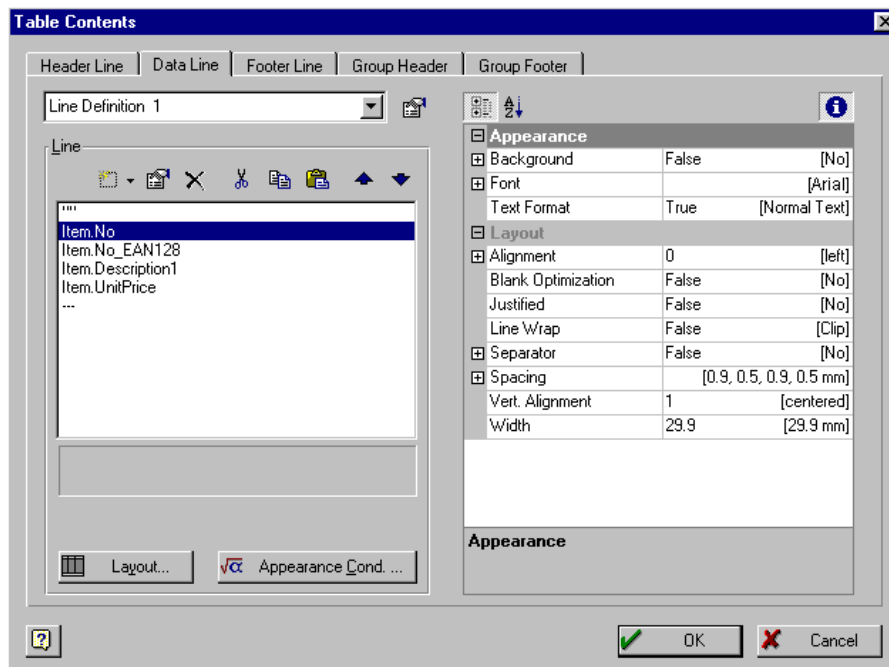 Table Contents
Header Line Data Line Footer Line Group Header Group Footer
Line Definition 1
Line
""
Item.No
Item.No_EAN128
Item.Description1
Item.UnitPrice
---
Layout...
Appearance Cond. ...
Appearance
Background False [No]
Font [Arial]
Text Format True [Normal Text]
Layout
Alignment 0 [left]
Blank Optimization False [No]
Justified False [No]
Line Wrap False [Clip]
Separator False [No]
Spacing [0.9, 0.5, 0.9, 0.5 mm]
Vert. Alignment 1 [centered]
Width 29.9 [29.9 mm]
Appearance
OK Cancel